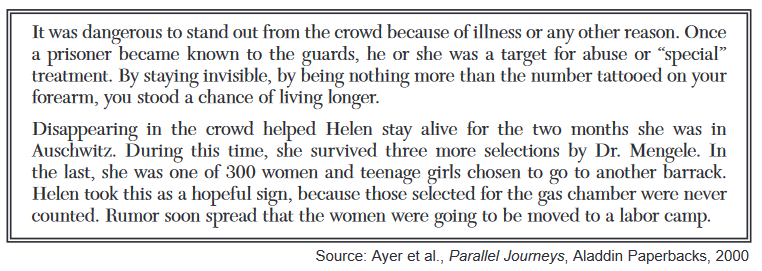 It was dangerous to stand out from the crowd because of illness or any other reason. Once
a prisoner became known to the guards, he or she was a target for abuse or “special”
treatment. By staying invisible, by being nothing more than the number tattooed on your
forearm, you stood a chance of living longer.
Disappearing in the crowd helped Helen stay alive for the two months she was in
Auschwitz. During this time, she survived three more selections by Dr. Mengele. In
the last, she was one of 300 women and teenage girls chosen to go to another barrack.
Helen took this as a hopeful sign, because those selected for the gas chamber were never
counted. Rumor soon spread that the women were going to be moved to a labor camp.
Source: Ayer et al., Parallel Journeys, Aladdin Paperbacks, 2000